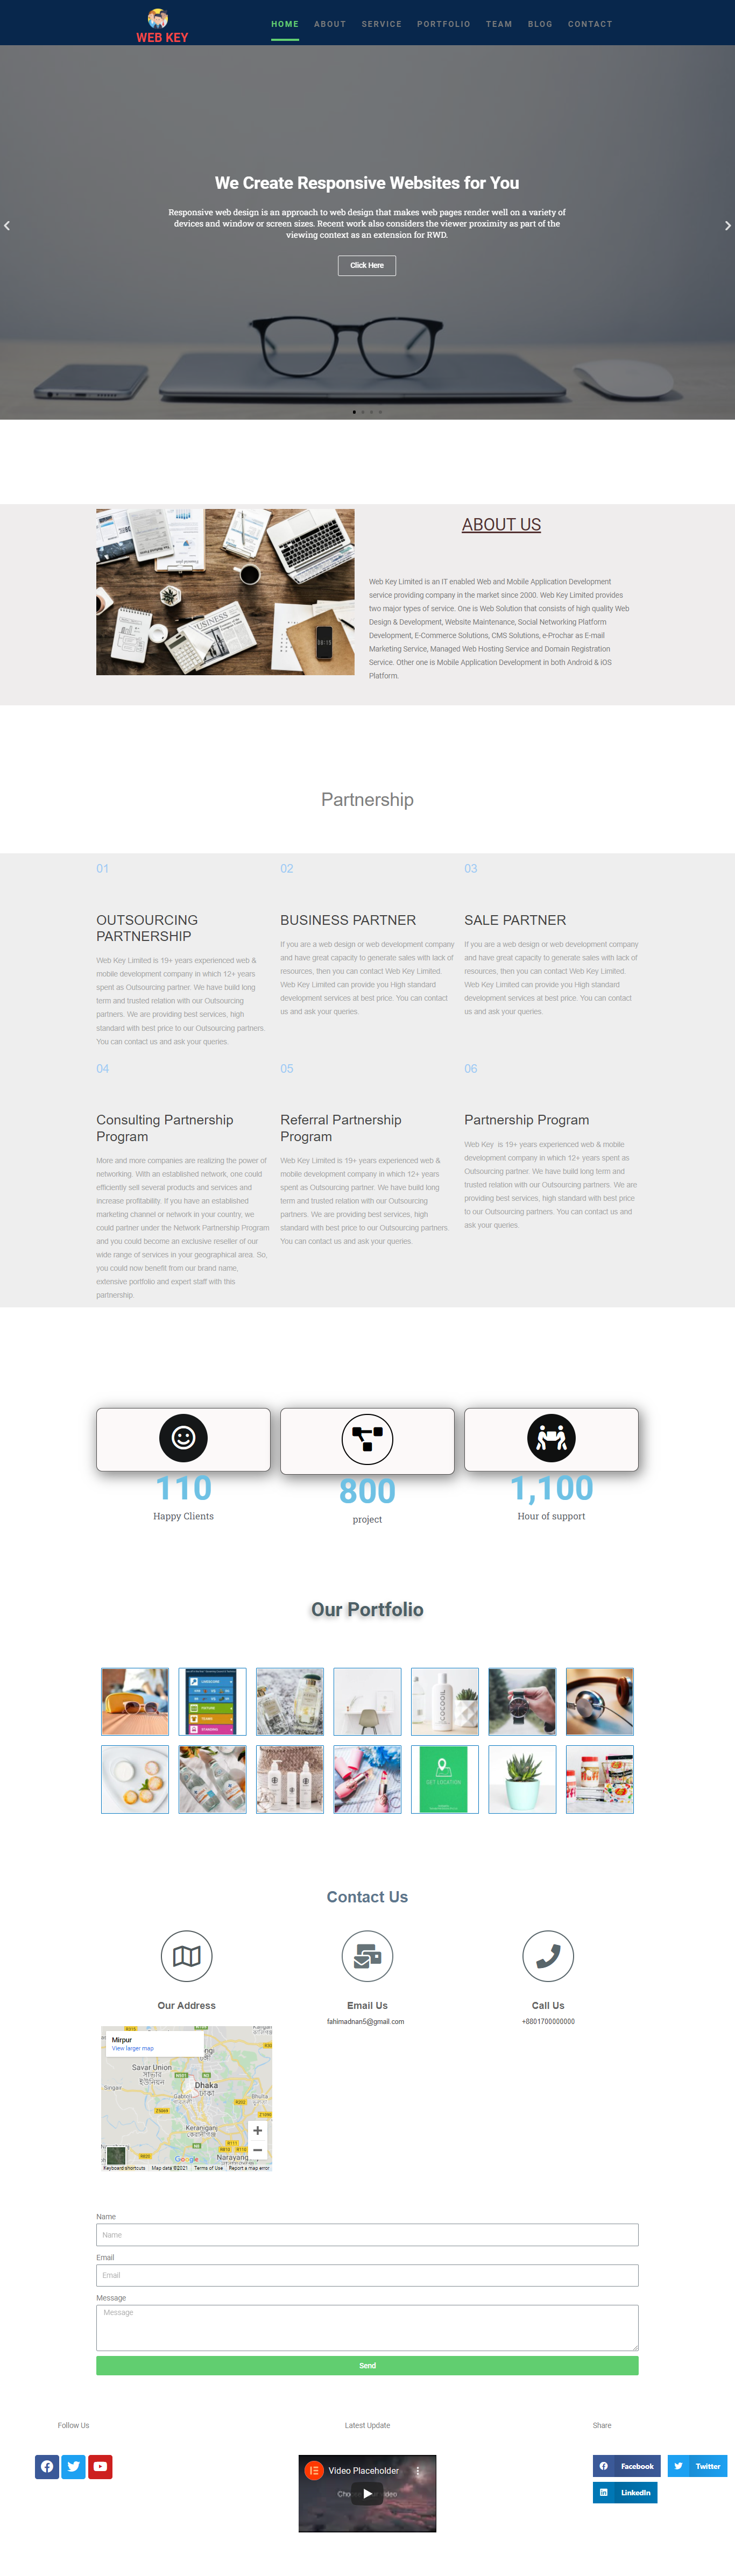 WEB KEY
HOME ABOUT SERVICE PORTFOLIO TEAM BLOG CONTACT
We Create Responsive Websites for You
Responsive web design is an approach to web design that makes web pages render well on a variety of
devices and window or screen sizes. Recent work also considers the viewer proximity as part of the
viewing context as an extension for RWD.
Click Here
ABOUT US
Web Key Limited is an IT enabled Web and Mobile Application Development
service providing company in the market since 2000. Web Key Limited provides
two major types of service. One is Web Solution that consists of high quality Web
Design & Development, Website Maintenance, Social Networking Platform
Development, E-Commerce Solutions, CMS Solutions, e-Prochar as E-mail
Marketing Service, Managed Web Hosting Service and Domain Registration
Service. Other one is Mobile Application Development in both Android & iOS
Platform.
BUSINESS
Partnership
01
OUTSOURCING
PARTNERSHIP
Web Key Limited is 19+ years experienced web &
mobile development company in which 12+ years
spent as Outsourcing partner. We have build long
term and trusted relation with our Outsourcing
partners. We are providing best services, high
standard with best price to our Outsourcing partners.
You can contact us and ask your queries.
02
BUSINESS PARTNER
If you are a web design or web development company
and have great capacity to generate sales with lack of
resources, then you can contact Web Key Limited.
Web Key Limited can provide you High standard
development services at best price. You can contact
us and ask your queries.
03
SALE PARTNER
If you are a web design or web development company
and have great capacity to generate sales with lack of
resources, then you can contact Web Key Limited.
Web Key Limited can provide you High standard
development services at best price. You can contact
us and ask your queries.
04
Consulting Partnership
Program
More and more companies are realizing the power of
networking. With an established network, one could
efficiently sell several products and services and
increase profitability. If you have an established
marketing channel or network in your country, we
could partner under the Network Partnership Program
and you could become an exclusive reseller of our
wide range of services in your geographical area. So,
you could now benefit from our brand name,
extensive portfolio and expert staff with this
partnership.
05
Referral Partnership
Program
Web Key Limited is 19+ years experienced web &
mobile development company in which 12+ years
spent as Outsourcing partner. We have build long
term and trusted relation with our Outsourcing
partners. We are providing best services, high
standard with best price to our Outsourcing partners.
You can contact us and ask your queries.
06
Partnership Program
Web Key is 19+ years experienced web & mobile
development company in which 12+ years spent as
Outsourcing partner. We have build long term and
trusted relation with our Outsourcing partners. We are
providing best services, high standard with best price
to our Outsourcing partners. You can contact us and
ask your queries.
110
Happy Clients
800
project
1,100
Hour of support
Our Portfolio
COCOOIL
GET LOCATION
Contact Us
Our Address
Email Us
fahimadnan5@gmail.com
Call Us
+8801700000000
Mirpur
View larger map
Savar Union
Dhaka
Keraniganj
Google
Keyboard shortcuts Map data ©2021 Terms of Use Report a map error
Name
Name
Email
Email
Message
Message
Send
Follow Us
Latest Update
Video Placeholder
Share
Facebook
Twitter
LinkedIn